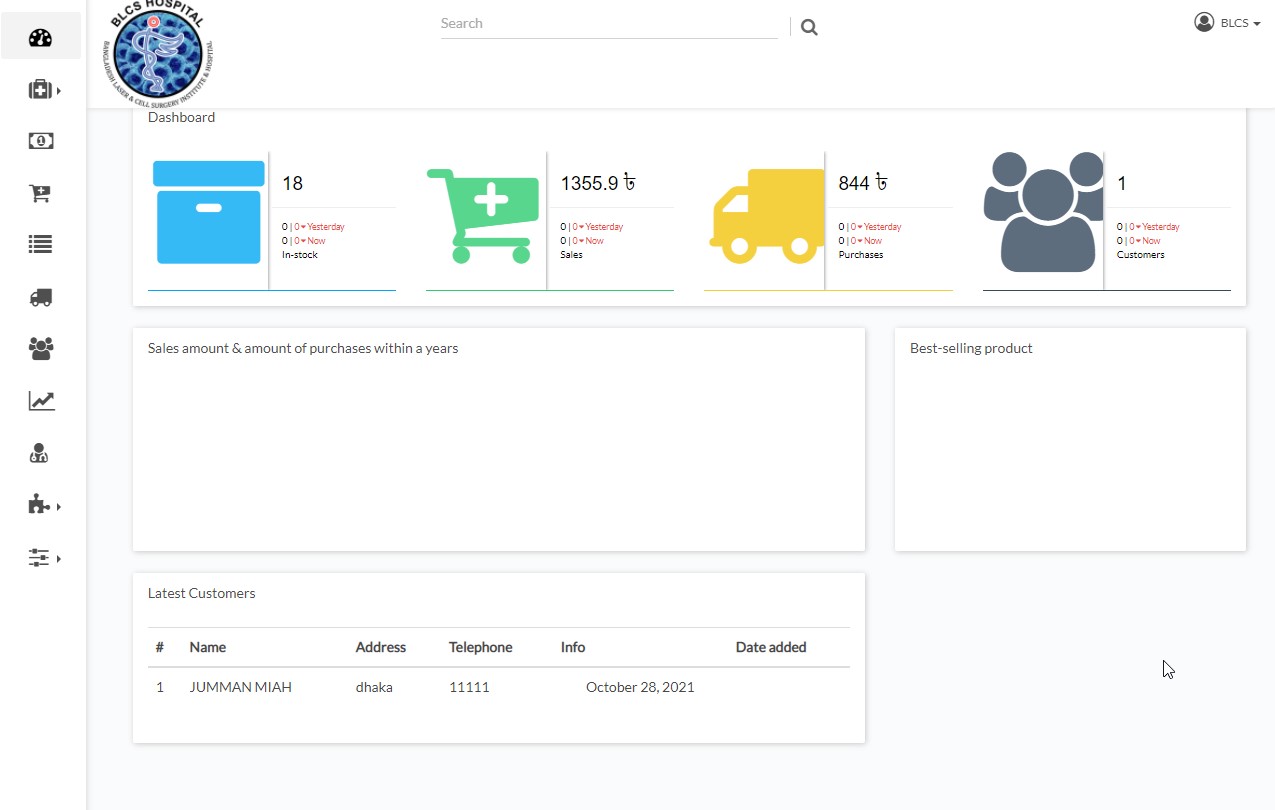 BLCS HOSPITAL
BANGLADESH LASER & CELL SURGERY INSTITUTE & HOSPITAL
Search
BLCS
Dashboard
18
0 | 0 Yesterday
0 | 0 Now
In-stock
1355.9 ৳
0 | 0 Yesterday
0 | 0 Now
Sales
844 ৳
0 | 0 Yesterday
0 | 0 Now
Purchases
1
0 | 0 Yesterday
0 | 0 Now
Customers
Sales amount & amount of purchases within a years
Best-selling product
Latest Customers
# Name Address Telephone Info Date added
1 JUMMAN MIAH dhaka 11111 October 28, 2021